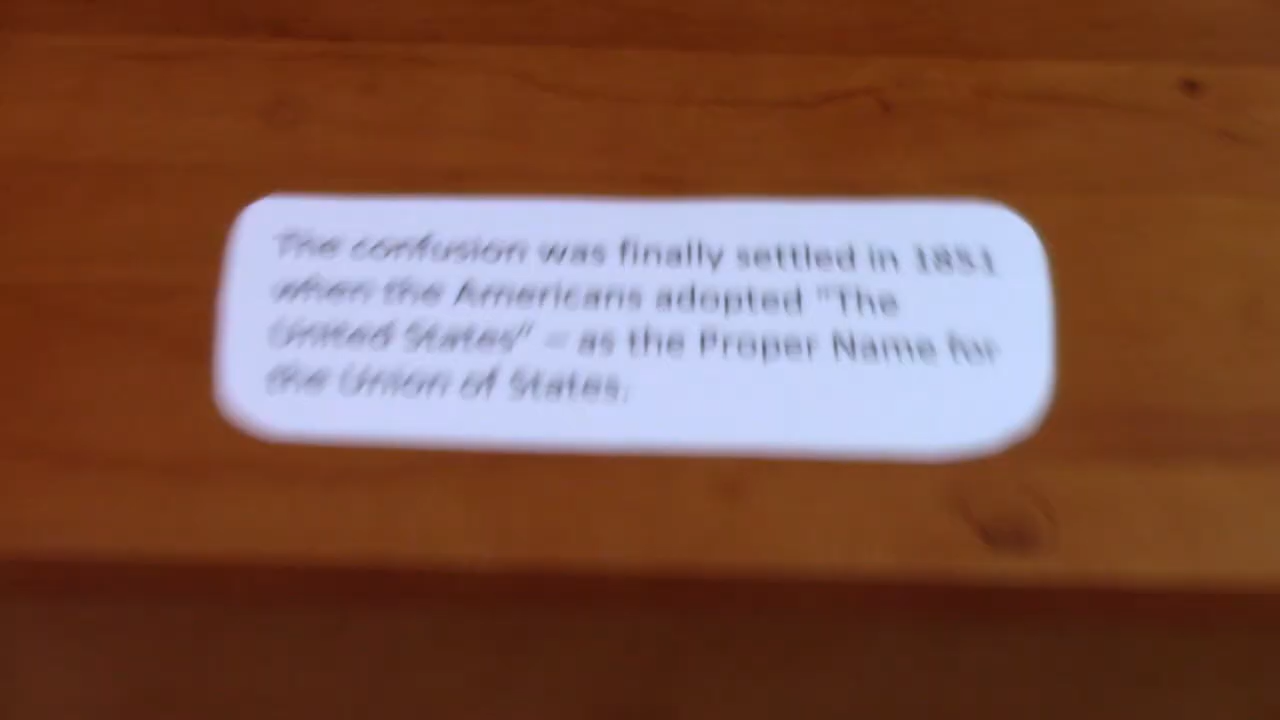 The confusion was finally settled in 1851
when the Americans adopted "The
United States" – as the Proper Name for
the Union of States.